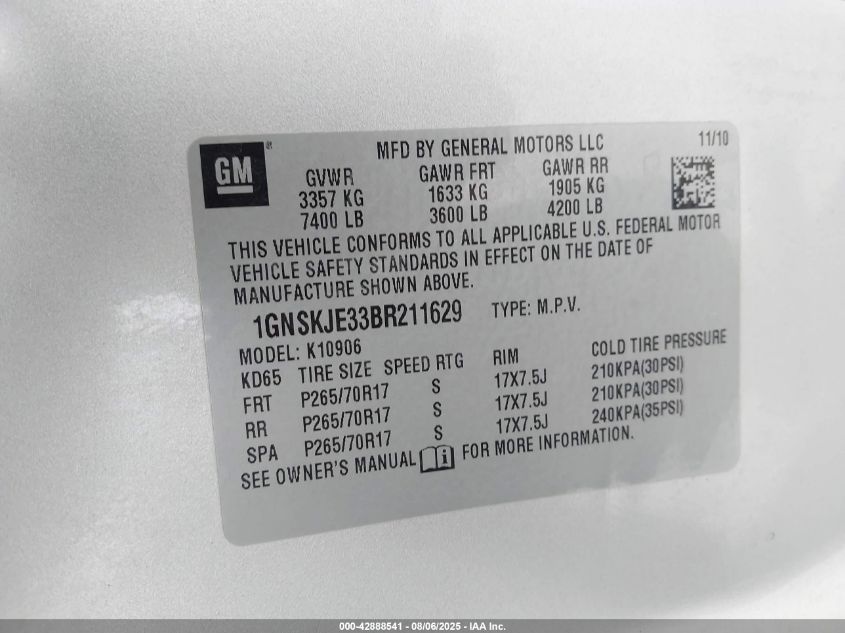 GM®
MFD BY GENERAL MOTORS LLC 11/10
GVWR GAWR FRT GAWR RR
3357 KG 1633 KG 1905 KG
7400 LB 3600 LB 4200 LB
THIS VEHICLE CONFORMS TO ALL APPLICABLE U.S. FEDERAL MOTOR
VEHICLE SAFETY STANDARDS IN EFFECT ON THE DATE OF
MANUFACTURE SHOWN ABOVE.
1GNSKJE33BR211629 TYPE: M.P.V.
MODEL: K10906
KD65 TIRE SIZE SPEED RTG RIM COLD TIRE PRESSURE
FRT P265/70R17 S 17X7.5J 210KPA(30PSI)
RR P265/70R17 S 17X7.5J 210KPA(30PSI)
SPA P265/70R17 S 17X7.5J 240KPA(35PSI)
SEE OWNER'S MANUAL i FOR MORE INFORMATION.
000-42888541 - 08/06/2025 - IAA Inc.